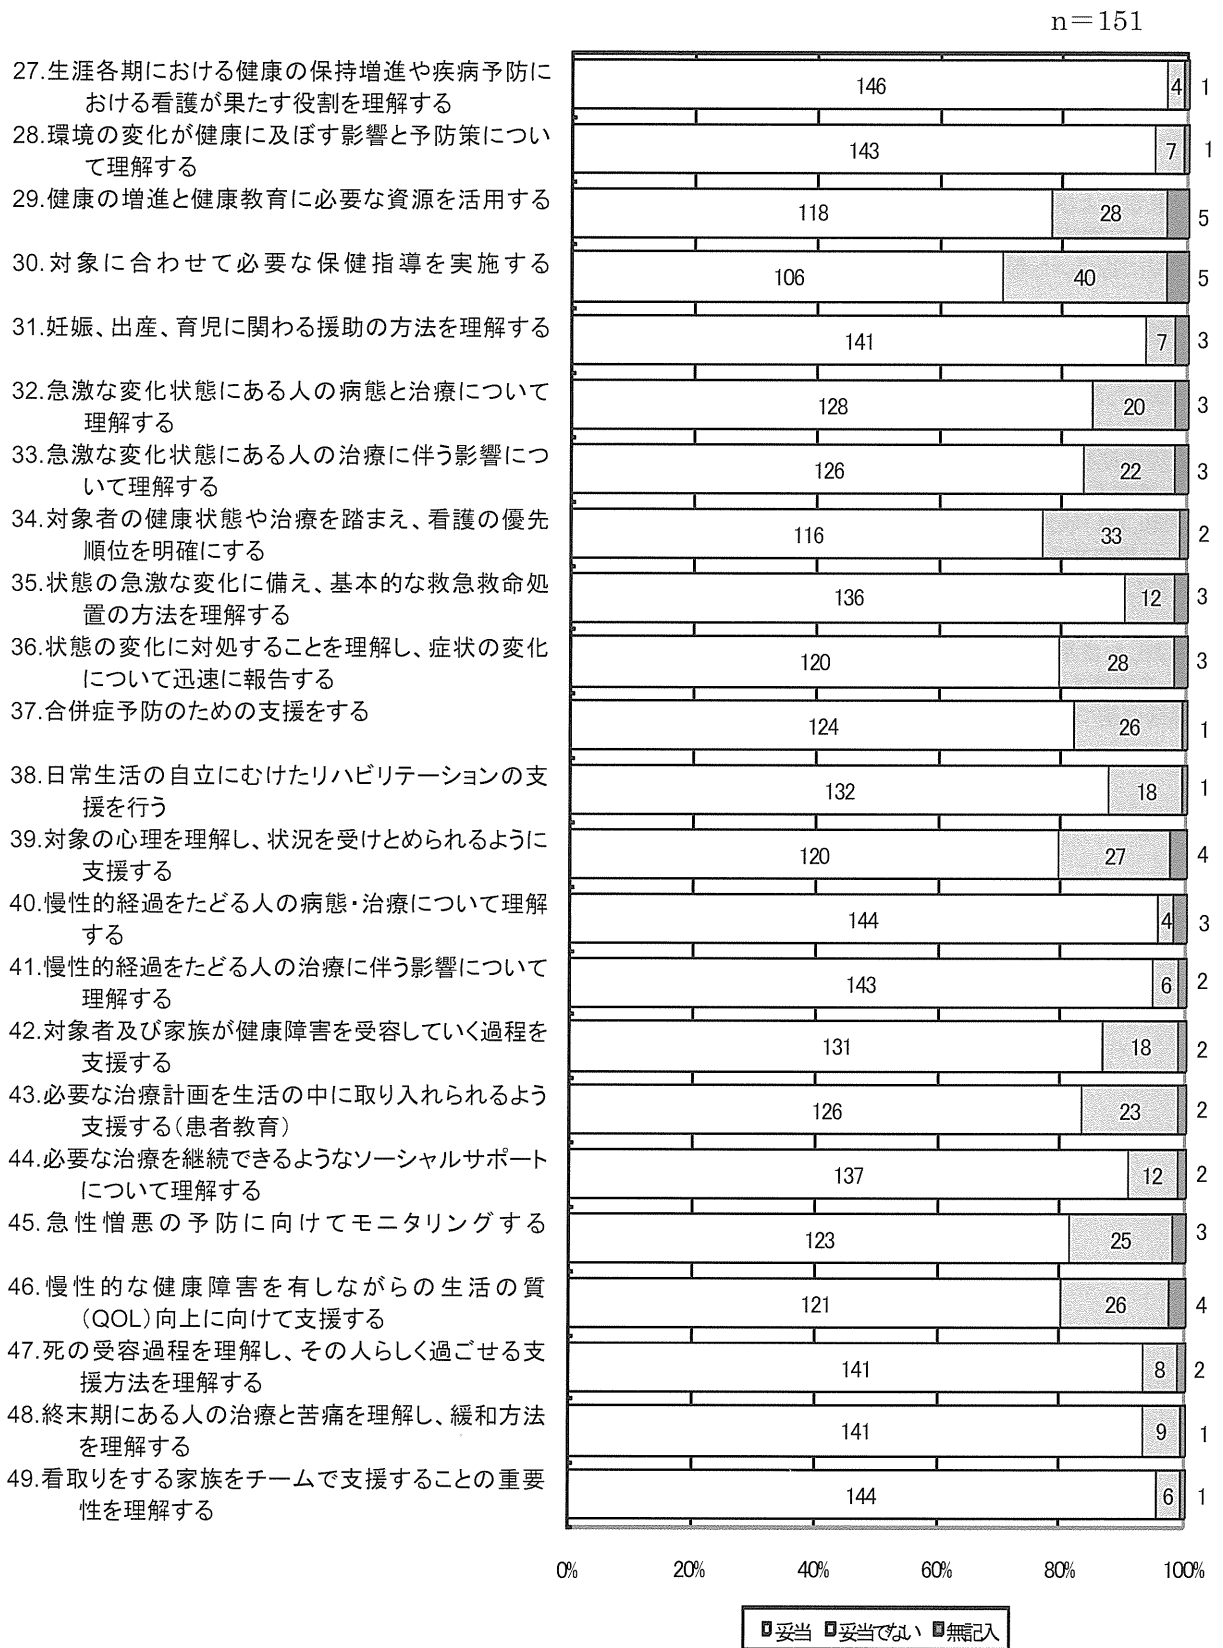 n＝151
27.生涯各期における健康の保持増進や疾病予防に
おける看護が果たす役割を理解する
146 4 1
28.環境の変化が健康に及ぼす影響と予防策につい
て理解する
143 7 1
29.健康の増進と健康教育に必要な資源を活用する
118 28 5
30.対象に合わせて必要な保健指導を実施する
106 40 5
31.妊娠、出産、育児に関わる援助の方法を理解する
141 7 3
32.急激な変化状態にある人の病態と治療について
理解する
128 20 3
33.急激な変化状態にある人の治療に伴う影響につ
いて理解する
126 22 3
34.対象者の健康状態や治療を踏まえ、看護の優先
順位を明確にする
116 33 2
35.状態の急激な変化に備え、基本的な救急救命処
置の方法を理解する
136 12 3
36.状態の変化に対処することを理解し、症状の変化
について迅速に報告する
120 28 3
37.合併症予防のための支援をする
124 26 1
38.日常生活の自立にむけたリハビリテーションの支
援を行う
132 18 1
39.対象の心理を理解し、状況を受けとめられるように
支援する
120 27 4
40.慢性的経過をたどる人の病態・治療について理解
する
144 4 3
41.慢性的経過をたどる人の治療に伴う影響について
理解する
143 6 2
42.対象者及び家族が健康障害を受容していく過程を
支援する
131 18 2
43.必要な治療計画を生活の中に取り入れられるよう
支援する（患者教育）
126 23 2
44.必要な治療を継続できるようなソーシャルサポート
について理解する
137 12 2
45.急性憎悪の予防に向けてモニタリングする
123 25 3
46.慢性的な健康障害を有しながらの生活の質
（QOL）向上に向けて支援する
121 26 4
47.死の受容過程を理解し、その人らしく過ごせる支
援方法を理解する
141 8 2
48.終末期にある人の治療と苦痛を理解し、緩和方法
を理解する
141 9 1
49.看取りをする家族をチームで支援することの重要
性を理解する
144 6 1
0% 20% 40% 60% 80% 100%
妥当 妥当でない 無記入